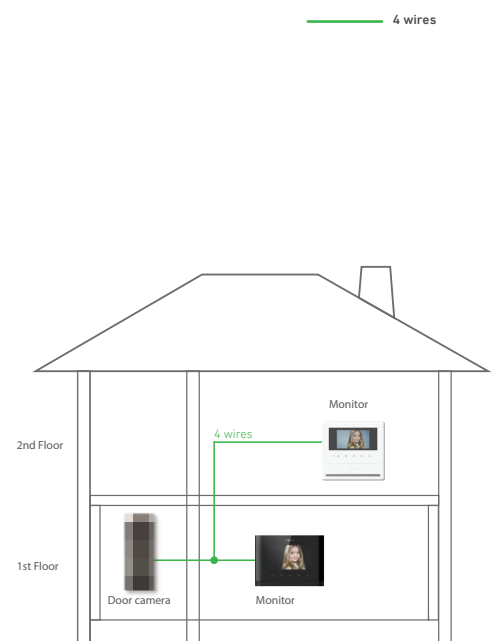 4 wires
Monitor
4 wires
2nd Floor
1st Floor
Door camera
Monitor